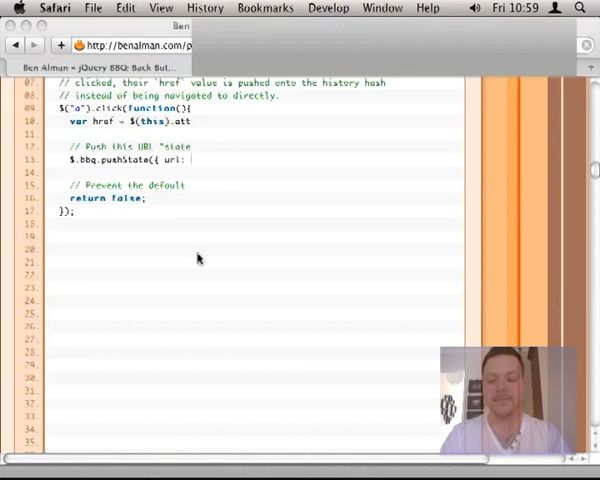 Safari File Edit View History Bookmarks Develop Window Help Fri 10:59
Ben
http://benalman.com/p
Ben Alman » jQuery BBQ: Back But...
07. // clicked, their `href` value is pushed onto the history hash
08. // instead of being navigated to directly.
09. $("a").click(function(){
10. var href = $(this).att
11.
12. // Push this URL "state
13. $.bbq.pushState({ url:
14.
15. // Prevent the default
16. return false;
17. });
18.
19.
20.
21.
22.
23.
24.
25.
26.
27.
28.
29.
30.
31.
32.
33.
34.
35.